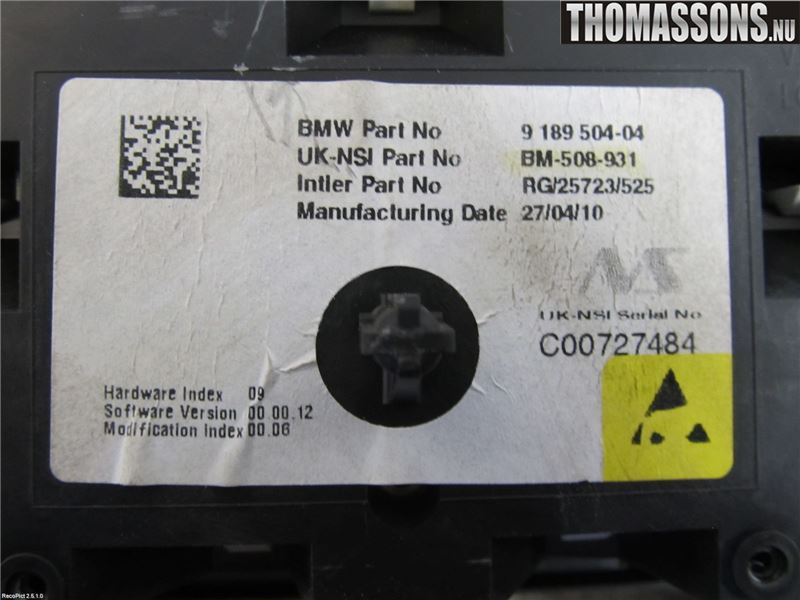 THOMASSONS.NU
BMW Part No 9 189 504-04
UK-NSI Part No BM-508-931
Intier Part No RG/25723/525
Manufacturing Date 27/04/10
NS
UK-NSI Serial No
C00727484
Hardware Index 09
Software Version 00.00.12
Modification Index 00.06
RecoPict 2.5.1.0